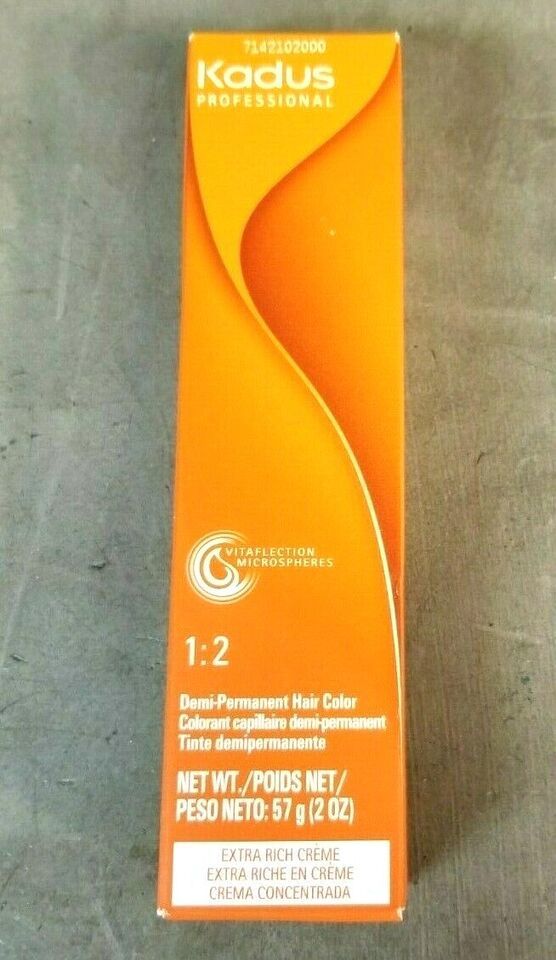 7142102000
Kadus
PROFESSIONAL
VITAFLECTION
MICROSPHERES
1:2
Demi-Permanent Hair Color
Colorant capillaire demi-permanent
Tinte demipermanente
NET WT./POIDS NET/
PESO NETO: 57 g (2 OZ)
EXTRA RICH CRÈME
EXTRA RICHE EN CRÈME
CREMA CONCENTRADA